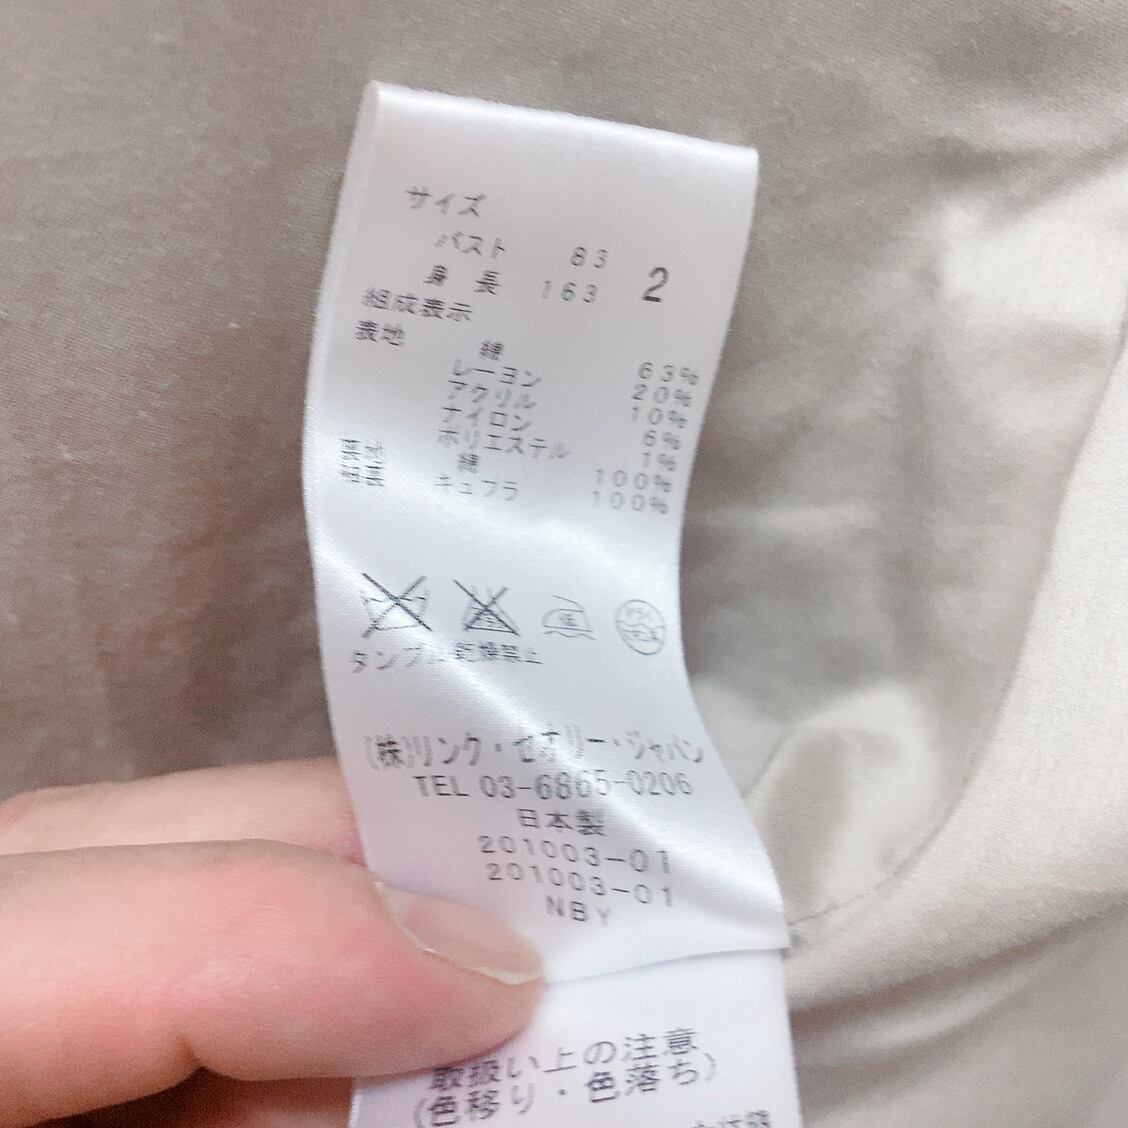 サイズ
バスト 83
身長 163 2
組成表示
表地
綿 63%
レーヨン 20%
アクリル 10%
ナイロン 6%
ポリエステル 1%
綿 100%
キュプラ 100%
タンブル乾燥禁止
(株)リンク・セオリー・ジャパン
TEL 03-6865-0206
日本製
201003-01
201003-01
NBY
取扱い上の注意
(色移り・色落ち)